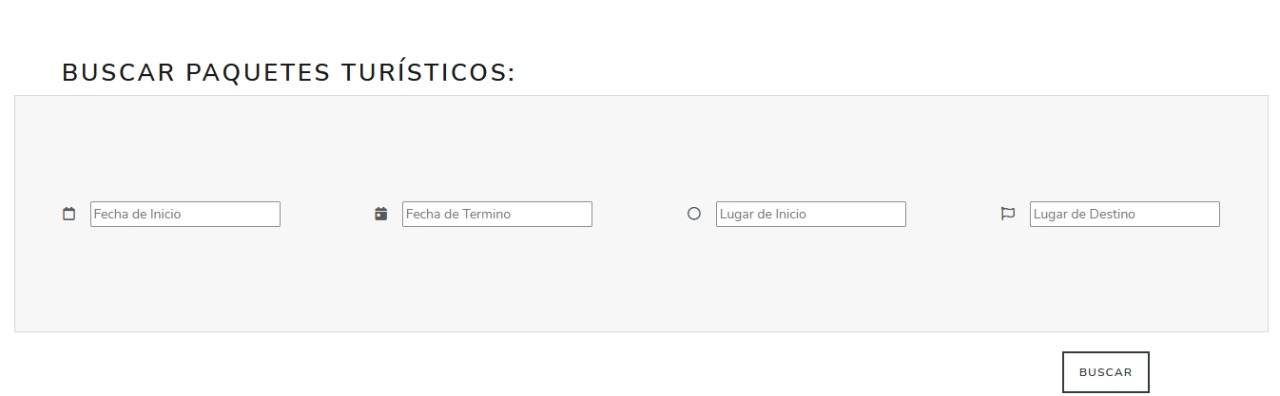 BUSCAR PAQUETES TURÍSTICOS:
Fecha de Inicio Fecha de Termino Lugar de Inicio Lugar de Destino
BUSCAR